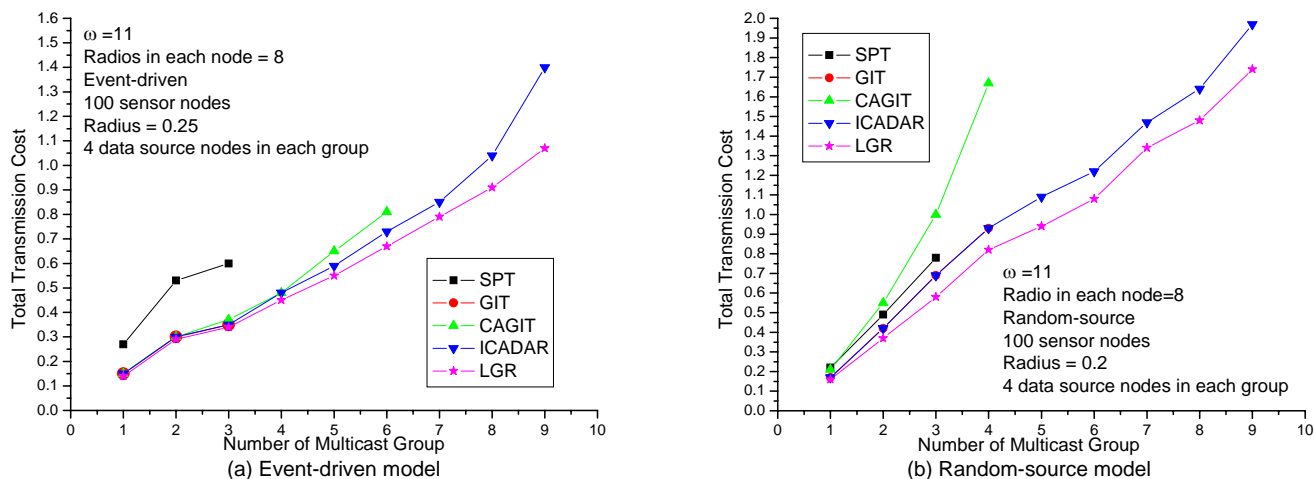 1.6
1.5
1.4
1.3
1.2
1.1
1.0
0.9
0.8
0.7
0.6
0.5
0.4
0.3
0.2
0.1
0.0
Total Transmission Cost
ω =11
Radios in each node = 8
Event-driven
100 sensor nodes
Radius = 0.25
4 data source nodes in each group
SPT
GIT
CAGIT
ICADAR
LGR
0 1 2 3 4 5 6 7 8 9 10
Number of Multicast Group
(a) Event-driven model
2.0
1.9
1.8
1.7
1.6
1.5
1.4
1.3
1.2
1.1
1.0
0.9
0.8
0.7
0.6
0.5
0.4
0.3
0.2
0.1
0.0
Total Transmission Cost
SPT
GIT
CAGIT
ICADAR
LGR
ω =11
Radio in each node=8
Random-source
100 sensor nodes
Radius = 0.2
4 data source nodes in each group
0 1 2 3 4 5 6 7 8 9 10
Number of Multicast Group
(b) Random-source model